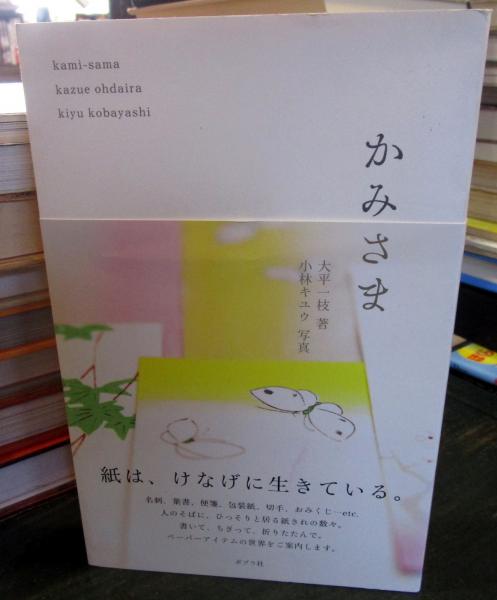 kami-sama
kazue ohdaira
kiyu kobayashi
かみさま
大平一枝 著
小林キユウ 写真
紙は、けなげに生きている。
名刺、葉書、便箋、包装紙、切手、おみくじ…etc.
人のそばに、ひっそりと居る紙きれの数々。
書いて、ちぎって、折りたたんで。
ペーパーアイテムの世界をご案内します。
ポプラ社